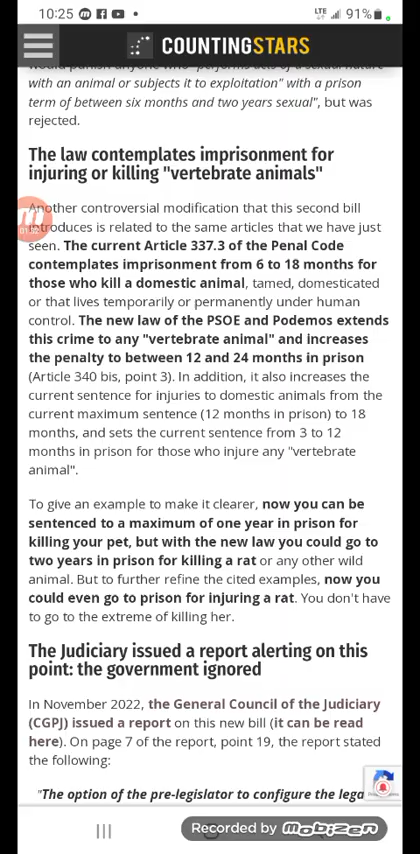 10:25
LTE
91%
COUNTINGSTARS
would punish anyone who "performs acts of a sexual nature
with an animal or subjects it to exploitation" with a prison
term of between six months and two years sexual", but was
rejected.
The law contemplates imprisonment for
injuring or killing "vertebrate animals"
Another controversial modification that this second bill
introduces is related to the same articles that we have just
01:02
seen. The current Article 337.3 of the Penal Code
contemplates imprisonment from 6 to 18 months for
those who kill a domestic animal, tamed, domesticated
or that lives temporarily or permanently under human
control. The new law of the PSOE and Podemos extends
this crime to any "vertebrate animal" and increases
the penalty to between 12 and 24 months in prison
(Article 340 bis, point 3). In addition, it also increases the
current sentence for injuries to domestic animals from the
current maximum sentence (12 months in prison) to 18
months, and sets the current sentence from 3 to 12
months in prison for those who injure any "vertebrate
animal".
To give an example to make it clearer, now you can be
sentenced to a maximum of one year in prison for
killing your pet, but with the new law you could go to
two years in prison for killing a rat or any other wild
animal. But to further refine the cited examples, now you
could even go to prison for injuring a rat. You don't have
to go to the extreme of killing her.
The Judiciary issued a report alerting on this
point: the government ignored
In November 2022, the General Council of the Judiciary
(CGPJ) issued a report on this new bill (it can be read
here). On page 7 of the report, point 19, the report stated
the following:
"The option of the pre-legislator to configure the lega
Recorded by mobizen